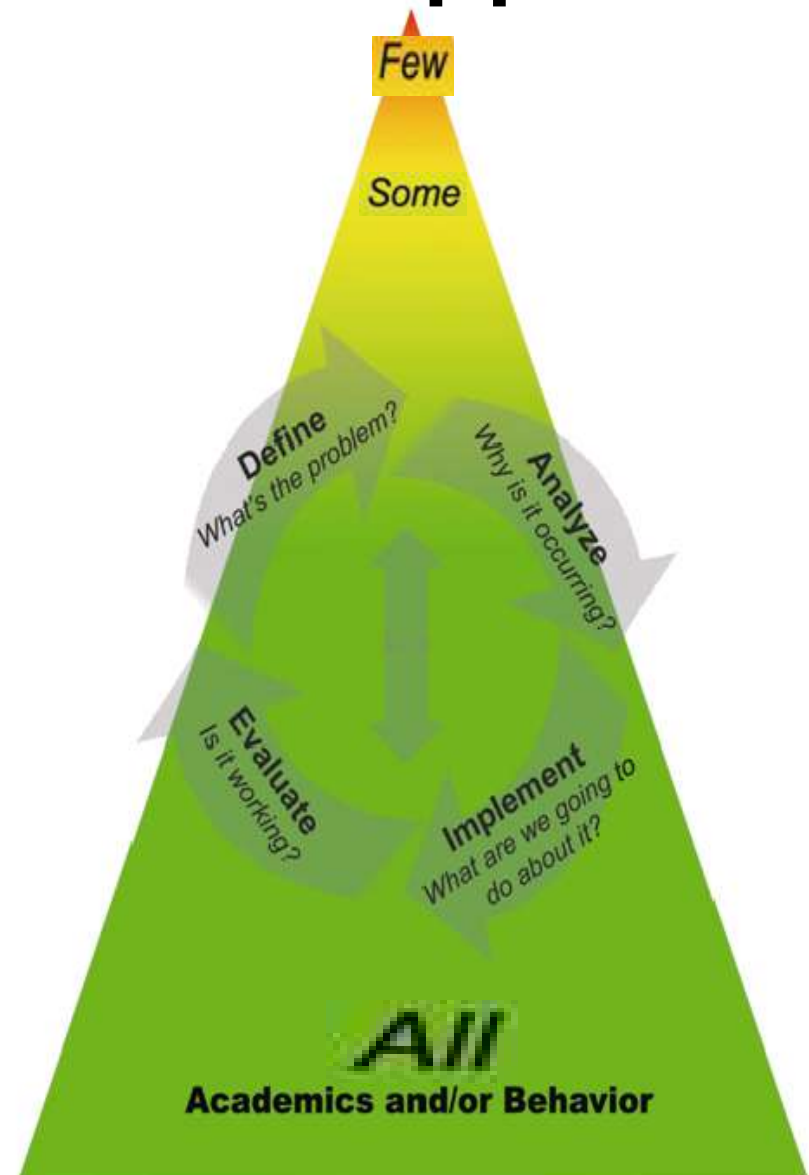 Few
Some
Define
What's the problem?
Analyze
Why is it occurring?
Implement
What are we going to
do about it?
Evaluate
Is it working?
All
Academics and/or Behavior